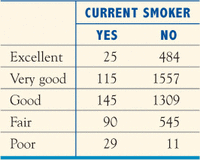 CURRENT SMOKER
YES NO
Excellent 25 484
Very good 115 1557
Good 145 1309
Fair 90 545
Poor 29 11